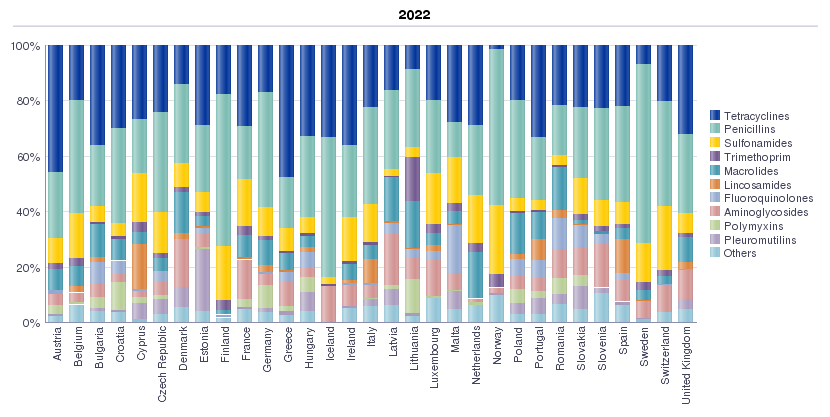 2022
100%
80%
60%
40%
20%
0%
Austria
Belgium
Bulgaria
Croatia
Cyprus
Czech Republic
Denmark
Estonia
Finland
France
Germany
Greece
Hungary
Iceland
Ireland
Italy
Latvia
Lithuania
Luxembourg
Malta
Netherlands
Norway
Poland
Portugal
Romania
Slovakia
Slovenia
Spain
Sweden
Switzerland
United Kingdom
Tetracyclines
Penicillins
Sulfonamides
Trimethoprim
Macrolides
Lincosamides
Fluoroquinolones
Aminoglycosides
Polymyxins
Pleuromutilins
Others